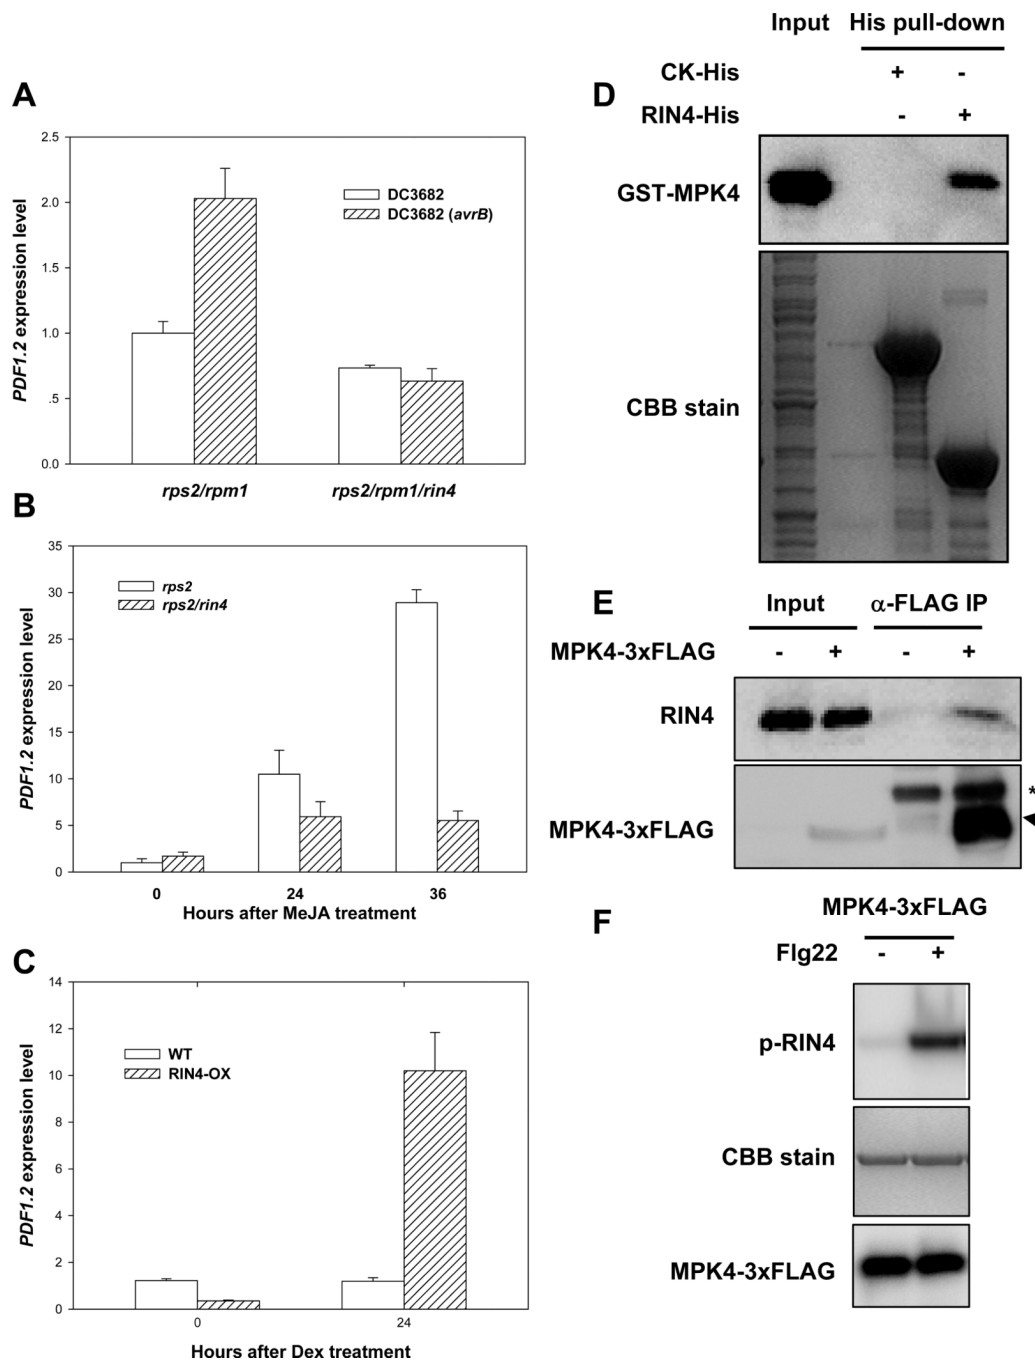 A
2.5
2.0
1.5
1.0
.5
0.0
PDF1.2 expression level
DC3682
DC3682 (avrB)
rps2/rpm1
rps2/rpm1/rin4
B
35
30
25
20
15
10
5
0
PDF1.2 expression level
rps2
rps2/rin4
0
24
36
Hours after MeJA treatment
C
14
12
10
8
6
4
2
0
PDF1.2 expression level
WT
RIN4-OX
0
24
Hours after Dex treatment
D
Input
His pull-down
CK-His + -
RIN4-His - +
GST-MPK4
CBB stain
E
Input
α-FLAG IP
MPK4-3xFLAG - + - +
RIN4
MPK4-3xFLAG
*
F
MPK4-3xFLAG
Flg22 - +
p-RIN4
CBB stain
MPK4-3xFLAG